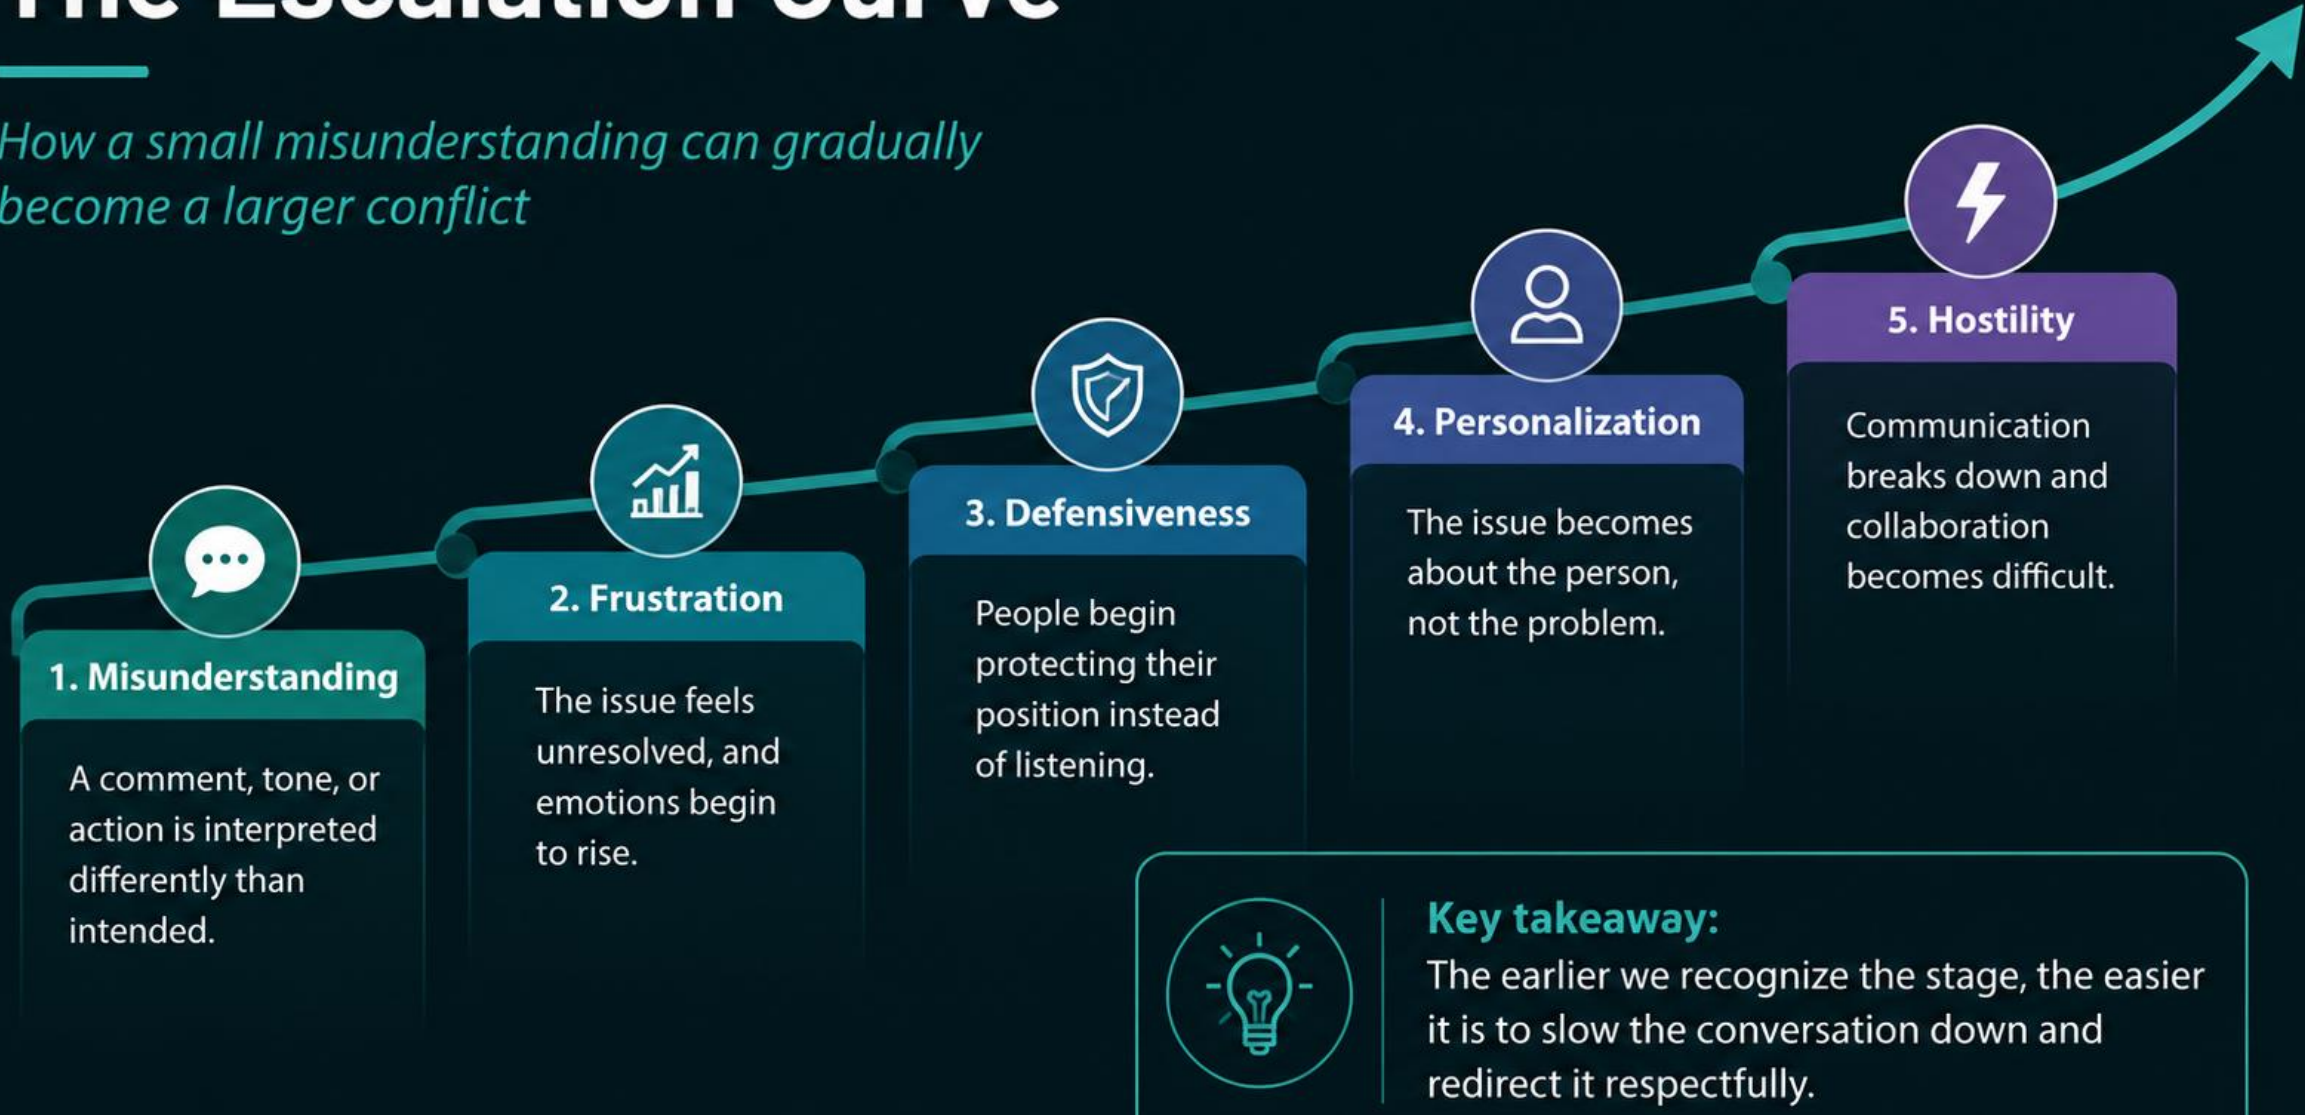 The Escalation Curve
How a small misunderstanding can gradually
become a larger conflict
1. Misunderstanding
A comment, tone, or
action is interpreted
differently than
intended.
2. Frustration
The issue feels
unresolved, and
emotions begin
to rise.
3. Defensiveness
People begin
protecting their
position instead
of listening.
4. Personalization
The issue becomes
about the person,
not the problem.
5. Hostility
Communication
breaks down and
collaboration
becomes difficult.
Key takeaway:
The earlier we recognize the stage, the easier
it is to slow the conversation down and
redirect it respectfully.